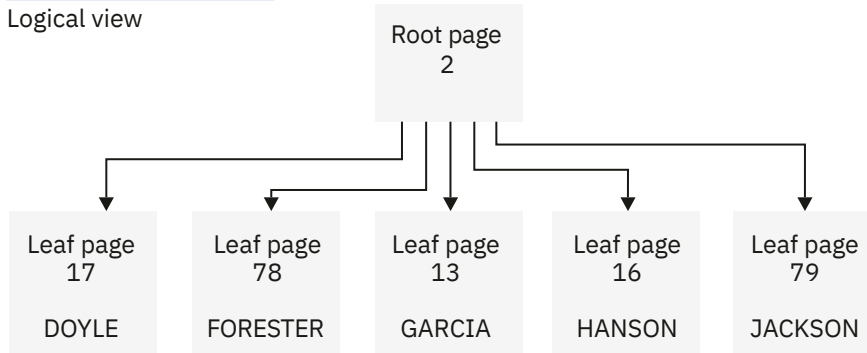 Logical view
Root page
2
Leaf page
17
DOYLE
Leaf page
78
FORESTER
Leaf page
13
GARCIA
Leaf page
16
HANSON
Leaf page
79
JACKSON